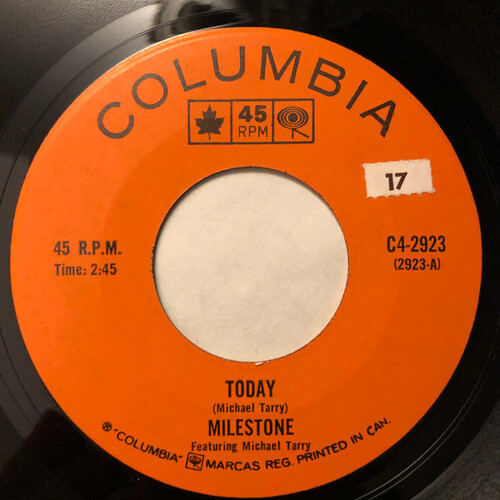 COLUMBIA
45
RPM
17
45 R.P.M.
Time: 2:45
C4-2923
(2923-A)
TODAY
(Michael Tarry)
MILESTONE
Featuring Michael Tarry
® "COLUMBIA" MARCAS REG. PRINTED IN CAN.